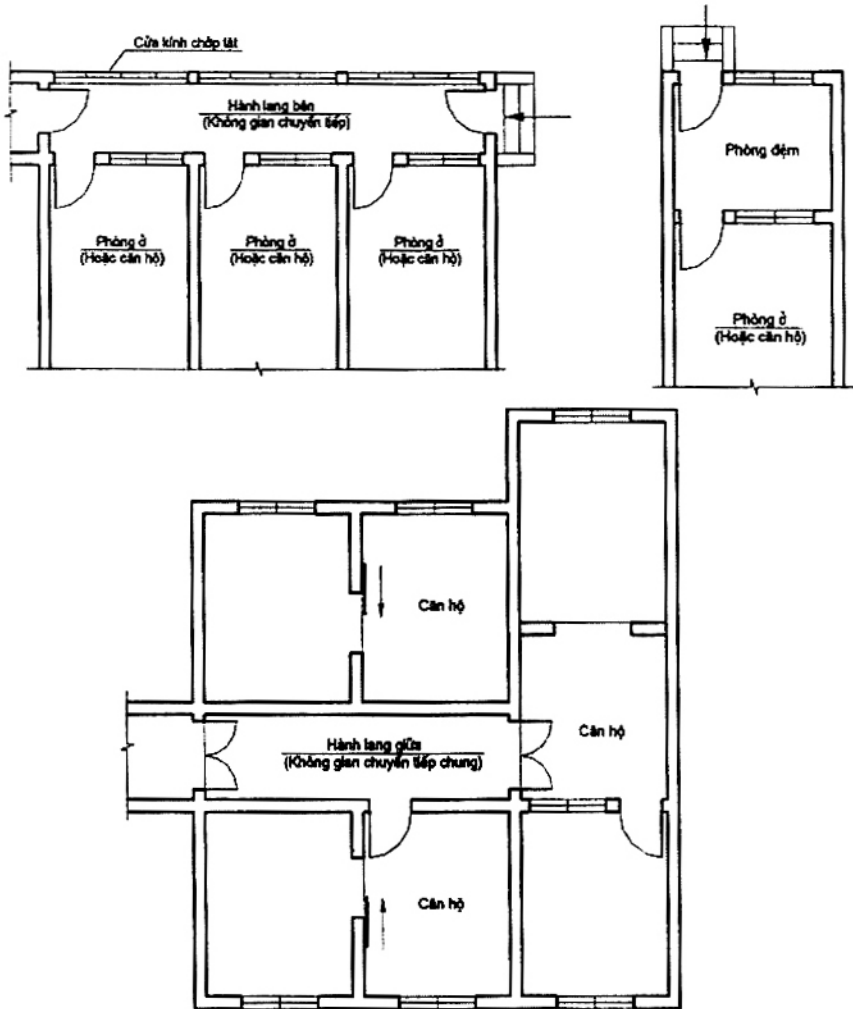 Cửa kính chớp lật
Hành lang bên
(Không gian chuyển tiếp)
Phòng ở
(Hoặc căn hộ)
Phòng ở
(Hoặc căn hộ)
Phòng ở
(Hoặc căn hộ)
Phòng đệm
Phòng ở
(Hoặc căn hộ)
Căn hộ
Căn hộ
Hành lang giữa
(Không gian chuyển tiếp chung)
Căn hộ